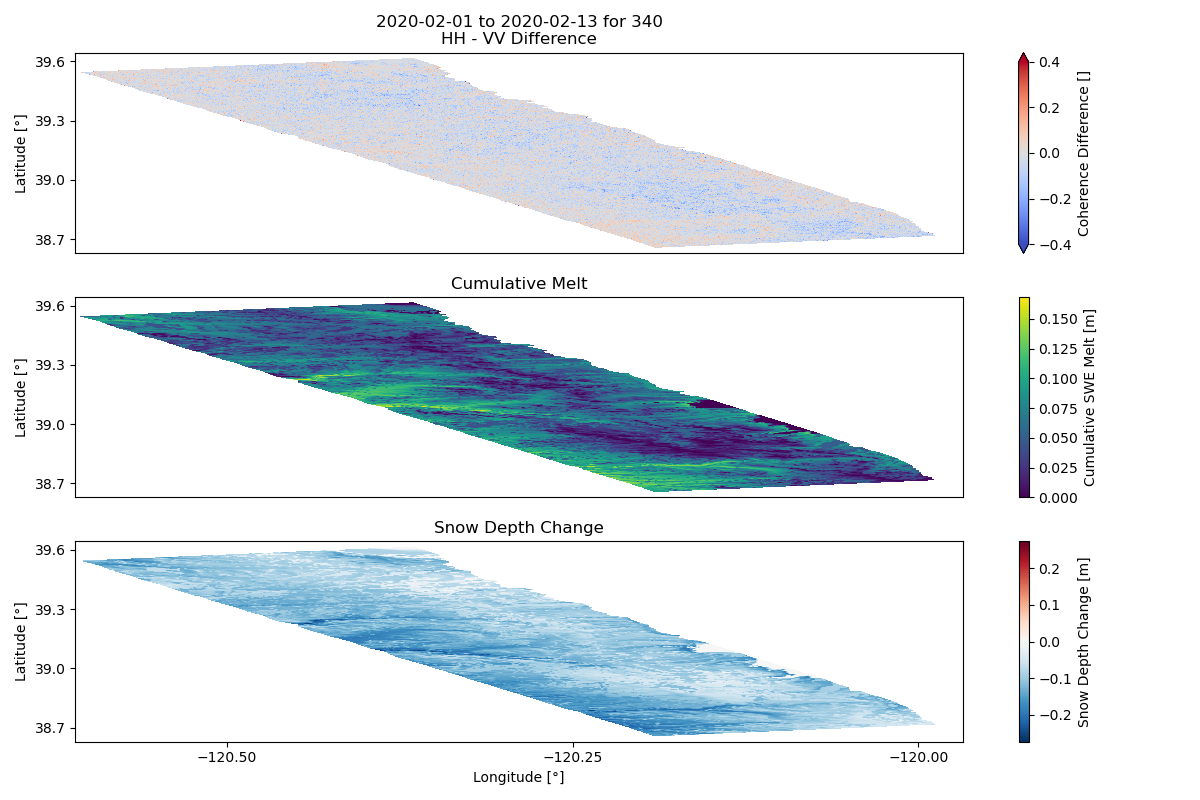 2020-02-01 to 2020-02-13 for 340
HH - VV Difference
39.6
39.3
39.0
38.7
Latitude [°]
0.4
0.2
0.0
−0.2
−0.4
Coherence Difference []
Cumulative Melt
39.6
39.3
39.0
38.7
Latitude [°]
0.150
0.125
0.100
0.075
0.050
0.025
0.000
Cumulative SWE Melt [m]
Snow Depth Change
39.6
39.3
39.0
38.7
Latitude [°]
−120.50
−120.25
−120.00
Longitude [°]
0.2
0.1
0.0
−0.1
−0.2
Snow Depth Change [m]